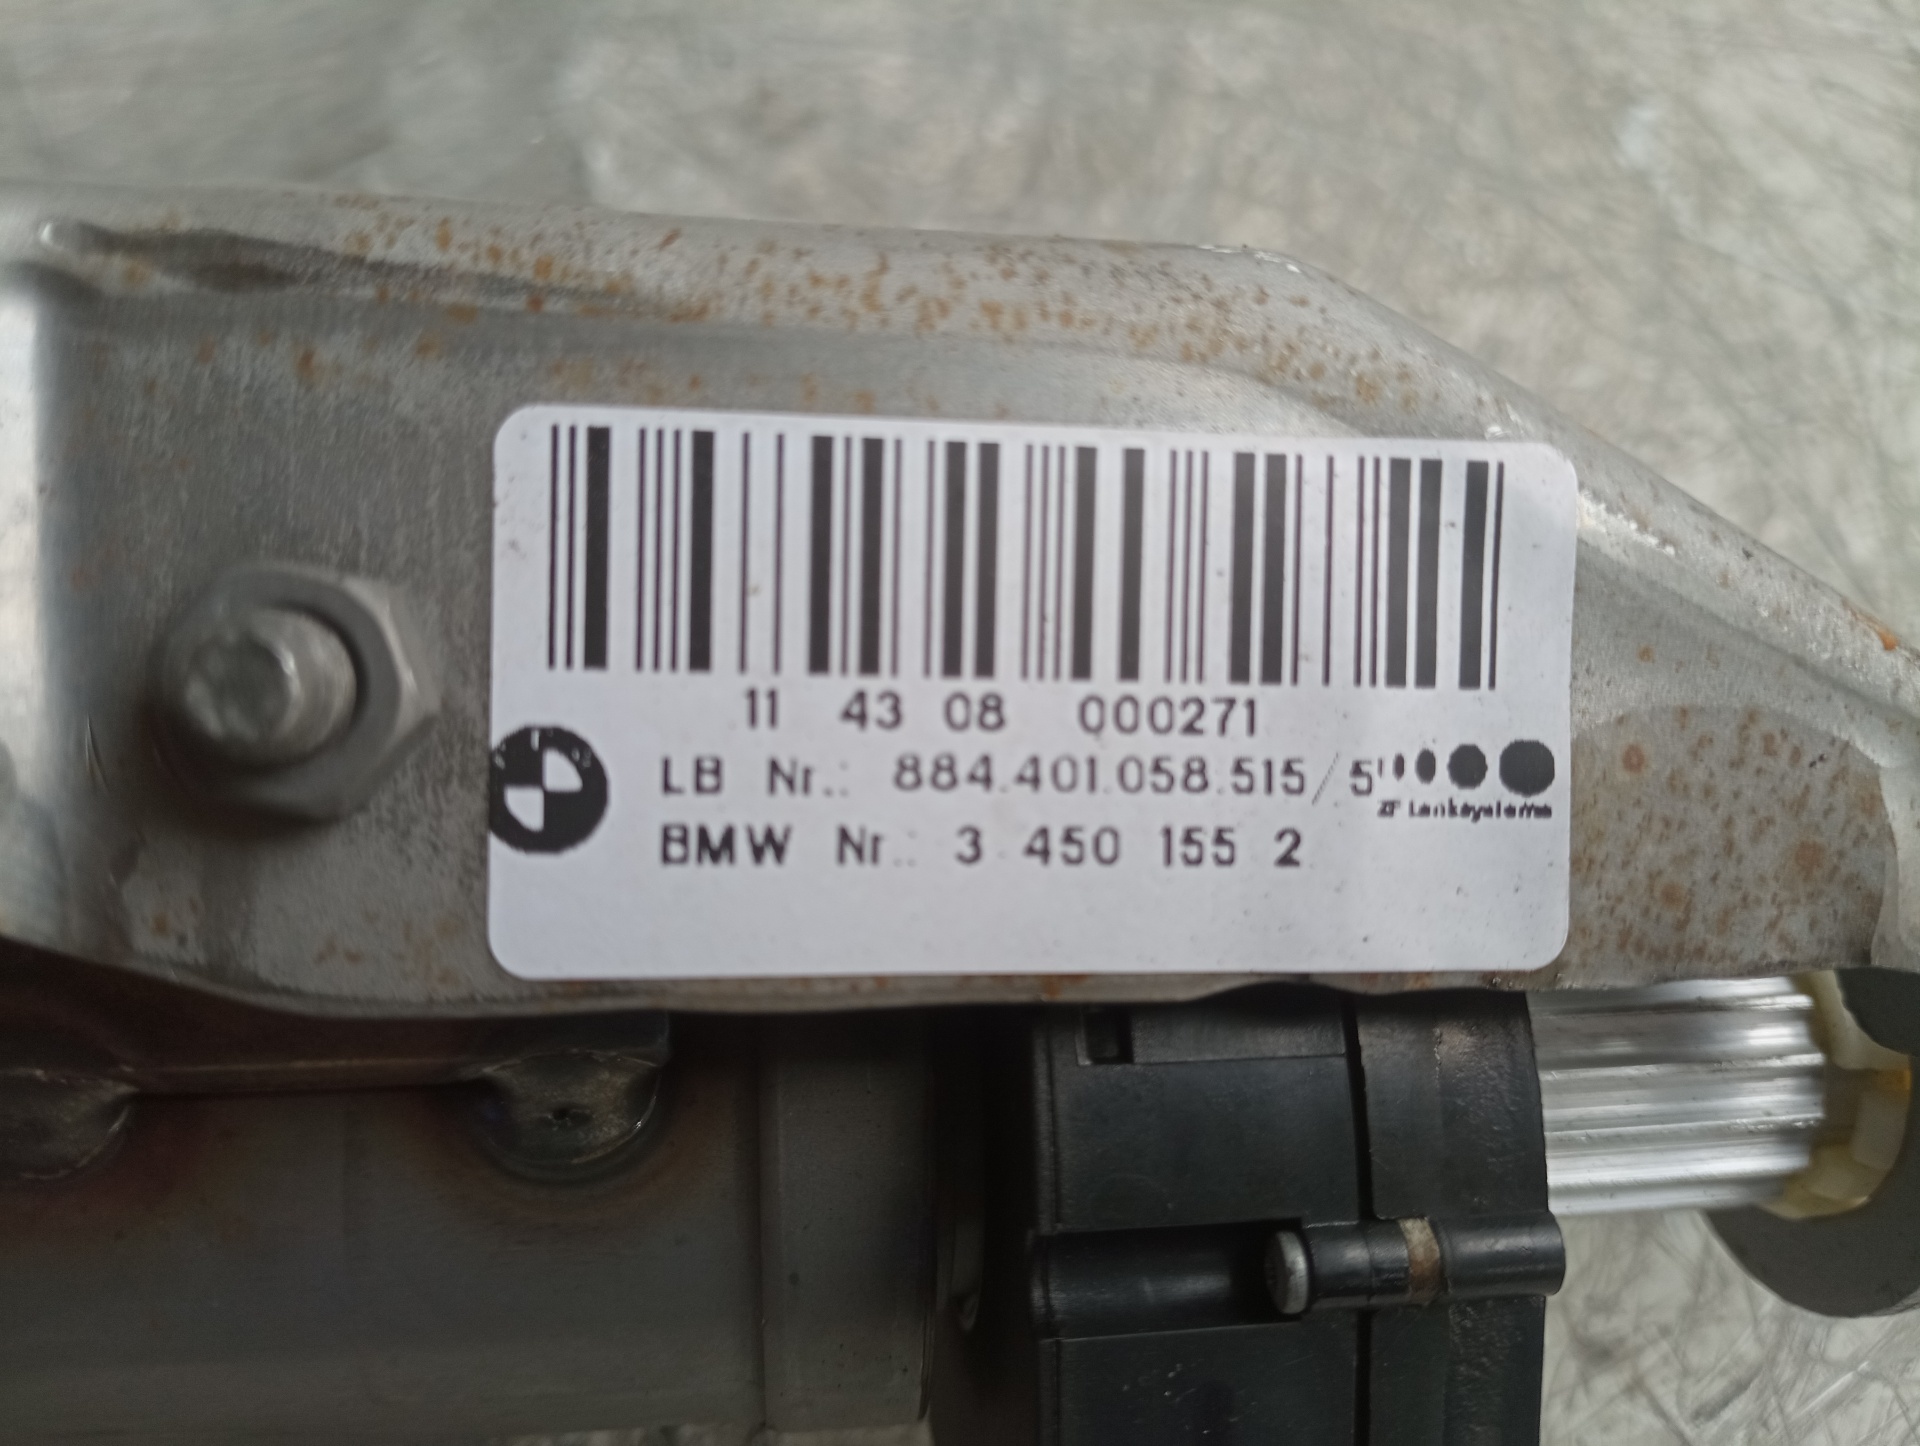 11 43 08 000271
LB Nr.: 884.401.058.515/5
ZF Lenksysteme
BMW Nr.: 3 450 155 2